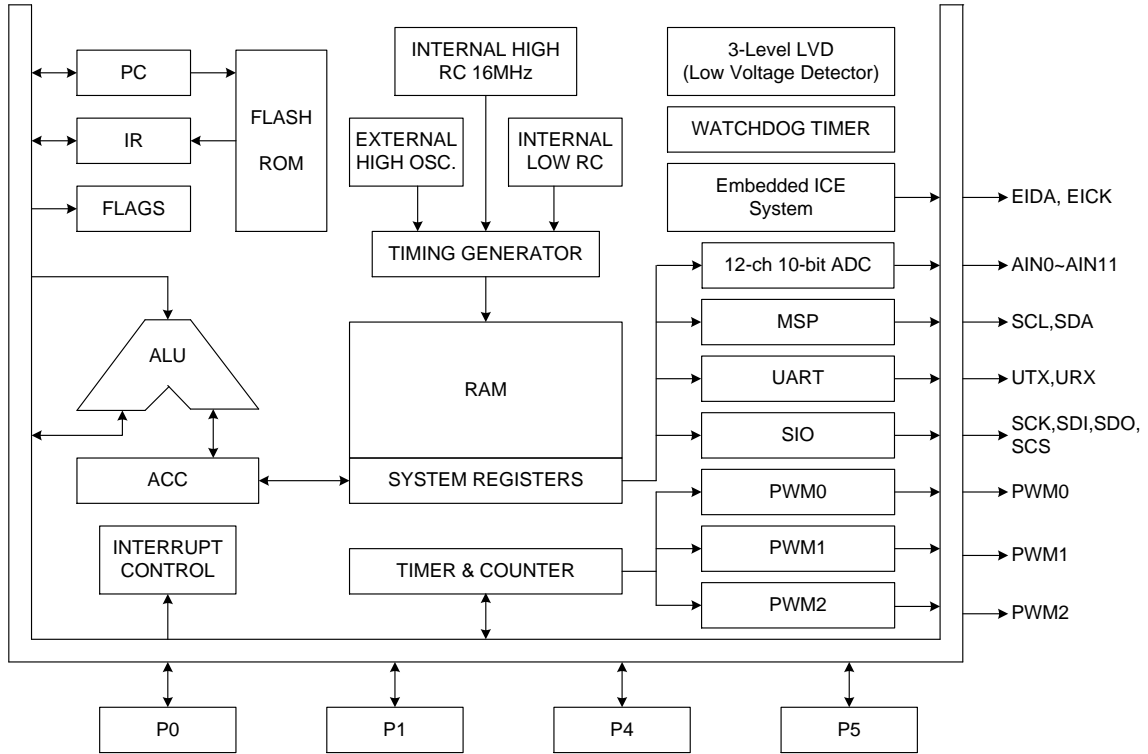 PC
IR
FLAGS
FLASH
ROM
INTERNAL HIGH
RC 16MHz
EXTERNAL
HIGH OSC.
INTERNAL
LOW RC
TIMING GENERATOR
3-Level LVD
(Low Voltage Detector)
WATCHDOG TIMER
Embedded ICE
System
EIDA, EICK
12-ch 10-bit ADC
AIN0~AIN11
MSP
SCL,SDA
UART
UTX,URX
SIO
SCK,SDI,SDO,
SCS
ALU
RAM
ACC
SYSTEM REGISTERS
PWM0
PWM0
INTERRUPT
CONTROL
TIMER & COUNTER
PWM1
PWM1
PWM2
PWM2
P0
P1
P4
P5